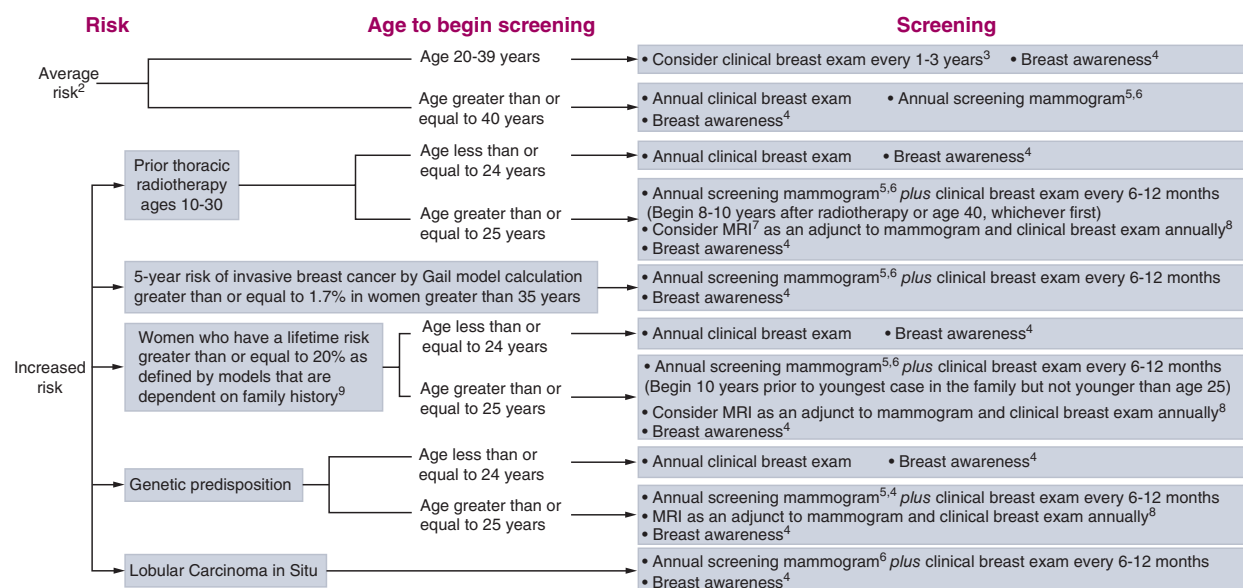 Risk
Age to begin screening
Screening
Average
risk2
Age 20-39 years
• Consider clinical breast exam every 1-3 years3 • Breast awareness4
Age greater than or
equal to 40 years
• Annual clinical breast exam • Annual screening mammogram5,6
• Breast awareness4
Increased
risk
Prior thoracic
radiotherapy
ages 10-30
Age less than or
equal to 24 years
• Annual clinical breast exam • Breast awareness4
Age greater than or
equal to 25 years
• Annual screening mammogram5,6 plus clinical breast exam every 6-12 months
(Begin 8-10 years after radiotherapy or age 40, whichever first)
• Consider MRI7 as an adjunct to mammogram and clinical breast exam annually8
• Breast awareness4
5-year risk of invasive breast cancer by Gail model calculation
greater than or equal to 1.7% in women greater than 35 years
• Annual screening mammogram5,6 plus clinical breast exam every 6-12 months
• Breast awareness4
Women who have a lifetime risk
greater than or equal to 20% as
defined by models that are
dependent on family history9
Age less than or
equal to 24 years
• Annual clinical breast exam • Breast awareness4
Age greater than or
equal to 25 years
• Annual screening mammogram5,6 plus clinical breast exam every 6-12 months
(Begin 10 years prior to youngest case in the family but not younger than age 25)
• Consider MRI as an adjunct to mammogram and clinical breast exam annually8
• Breast awareness4
Genetic predisposition
Age less than or
equal to 24 years
• Annual clinical breast exam • Breast awareness4
Age greater than or
equal to 25 years
• Annual screening mammogram5,4 plus clinical breast exam every 6-12 months
• MRI as an adjunct to mammogram and clinical breast exam annually8
• Breast awareness4
Lobular Carcinoma in Situ
• Annual screening mammogram6 plus clinical breast exam every 6-12 months
• Breast awareness4